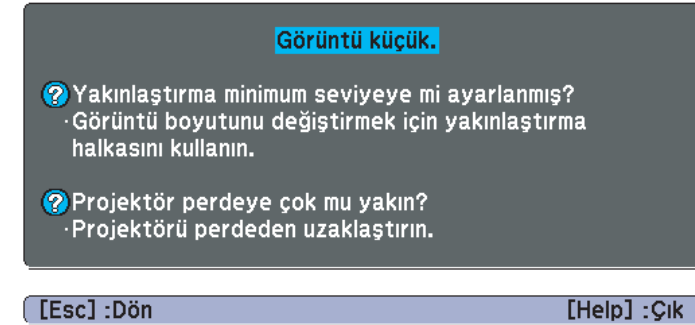 Görüntü küçük.
?Yakınlaştırma minimum seviyeye mi ayarlanmış?
·Görüntü boyutunu değiştirmek için yakınlaştırma
halkasını kullanın.
?Projektör perdeye çok mu yakın?
·Projektörü perdeden uzaklaştırın.
[Esc] :Dön [Help] :Çık